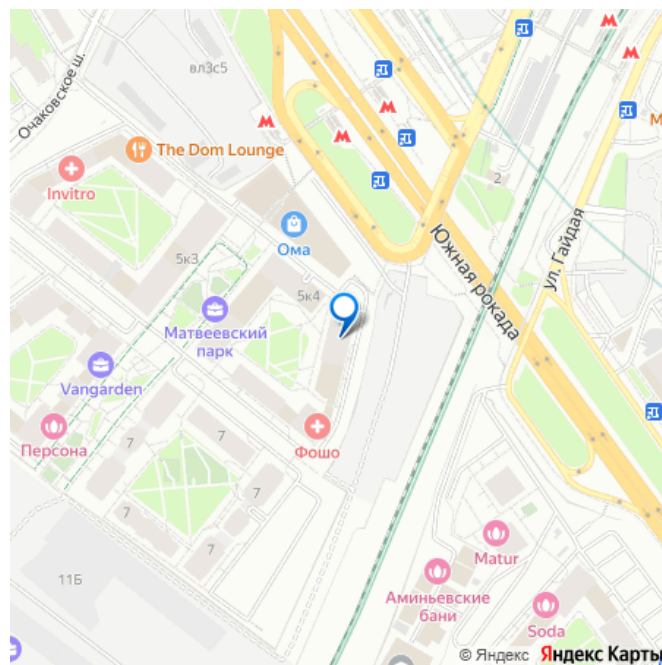 Очаковское ш.
вл3с5
The Dom Lounge
Invitro
2
М
Ома
5к3
5к4
Южная рокада
ул. Гайдая
Матвеевский
парк
Vangarden
Персона
7
7
Фошо
7
7
7
11Б
Matur
Аминьевские
бани
Soda
© Яндекс Яндекс Карты